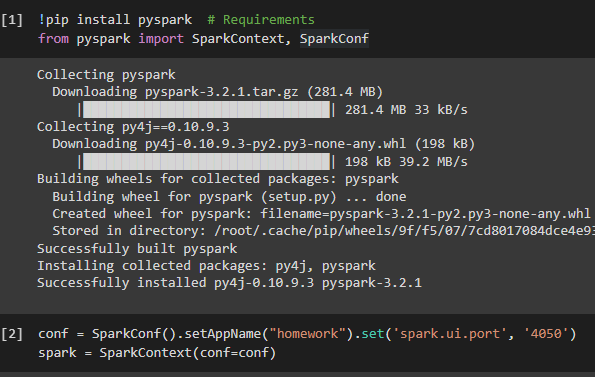 [1] !pip install pyspark # Requirements
from pyspark import SparkContext, SparkConf
Collecting pyspark
Downloading pyspark-3.2.1.tar.gz (281.4 MB)
| | 281.4 MB 33 kB/s
Collecting py4j==0.10.9.3
Downloading py4j-0.10.9.3-py2.py3-none-any.whl (198 kB)
| | 198 kB 39.2 MB/s
Building wheels for collected packages: pyspark
Building wheel for pyspark (setup.py) ... done
Created wheel for pyspark: filename=pyspark-3.2.1-py2.py3-none-any.whl
Stored in directory: /root/.cache/pip/wheels/9f/f5/07/7cd8017084dce4e93
Successfully built pyspark
Installing collected packages: py4j, pyspark
Successfully installed py4j-0.10.9.3 pyspark-3.2.1
[2] conf = SparkConf().setAppName("homework").set('spark.ui.port', '4050')
spark = SparkContext(conf=conf)